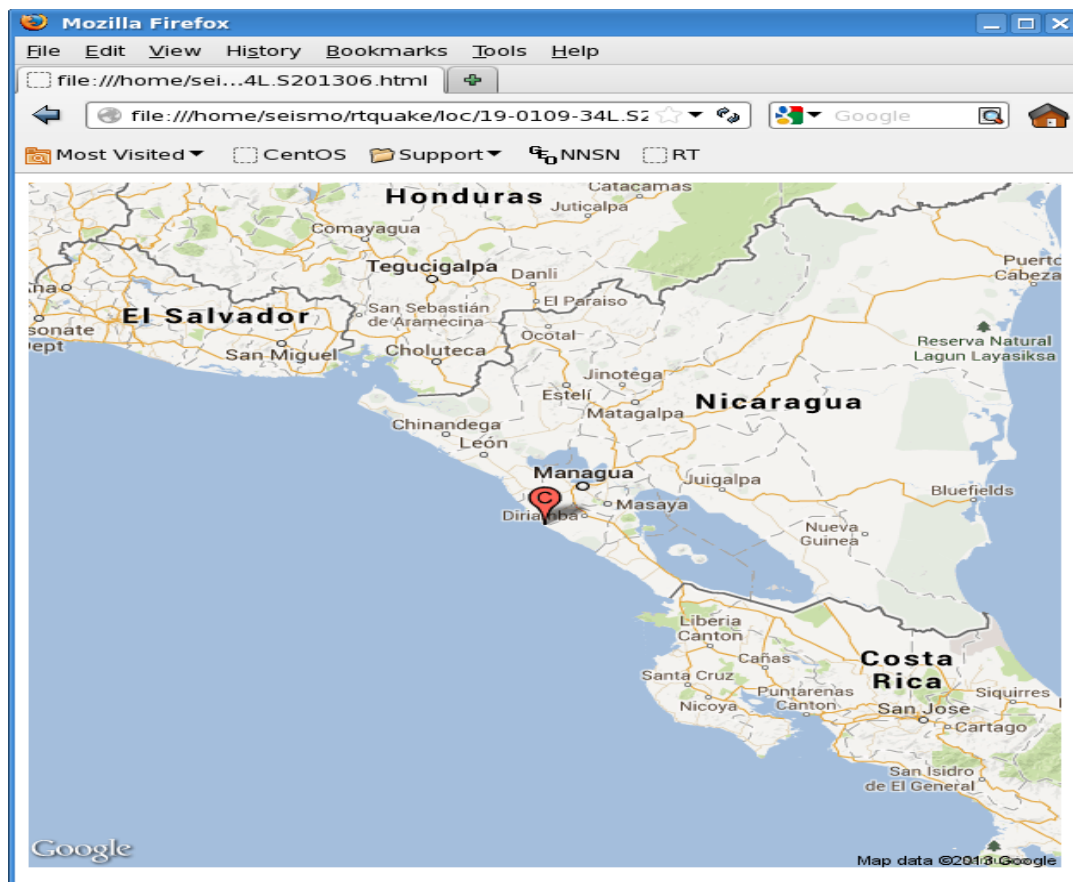 Mozilla Firefox
File Edit View History Bookmarks Tools Help
file:///home/sei...4L.S201306.html
file:///home/seismo/rtquake/loc/19-0109-34L.S2
Google
Most Visited CentOS Support NNSN RT
Catacamas
Honduras
Juticalpa
Comayagua
Tegucigalpa
Danli
Puerto
Cabeza
El Paraiso
San Sebastián
de Aramecina
El Salvador
sonate
Ocotal
Reserva Natural
Lagun Layasiksa
San Miguel
Choluteca
Jinotega
Estelí
Nicaragua
Matagalpa
Chinandega
León
Managua
Juigalpa
Bluefields
C
Masaya
Diriamba
Nueva
Guinea
Liberia
Canton
Cañas
Costa
Rica
Santa Cruz
Puntarenas
Canton
Siquirres
Nicoya
San Jose
Cartago
San Isidro
de El General
Google
Map data ©2013 Google